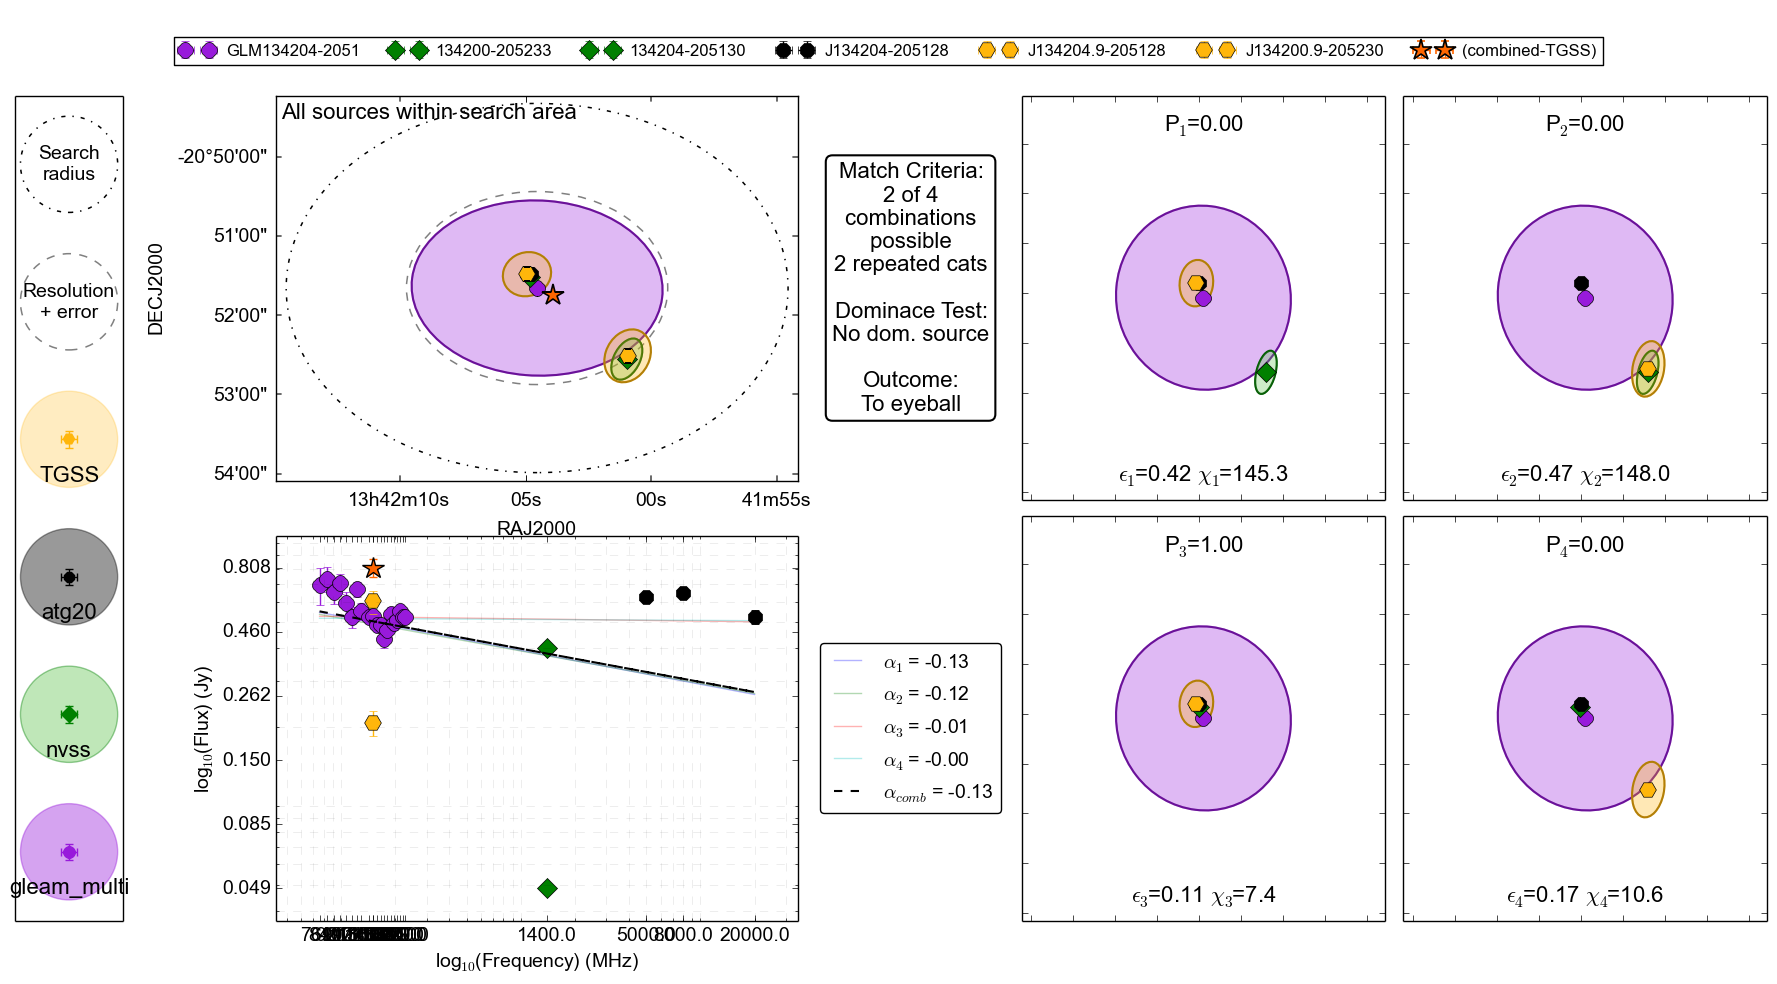 GLM134204-2051 134200-205233 134204-205130 J134204-205128 J134204.9-205128 J134200.9-205230 (combined-TGSS)
Search
radius
Resolution
+ error
TGSS
atg20
nvss
gleam_multi
All sources within search area
DECJ2000
-20°50'00"
51'00"
52'00"
53'00"
54'00"
13h42m10s 05s 00s 41m55s
RAJ2000
Match Criteria:
2 of 4
combinations
possible
2 repeated cats
Dominace Test:
No dom. source
Outcome:
To eyeball
P1=0.00
ϵ1=0.42 χ1=145.3
P2=0.00
ϵ2=0.47 χ2=148.0
log10(Flux) (Jy)
0.808
0.460
0.262
0.150
0.085
0.049
1400.0 5000.0 8000.0 20000.0
log10(Frequency) (MHz)
α1 = -0.13
α2 = -0.12
α3 = -0.01
α4 = -0.00
αcomb = -0.13
P3=1.00
ϵ3=0.11 χ3=7.4
P4=0.00
ϵ4=0.17 χ4=10.6